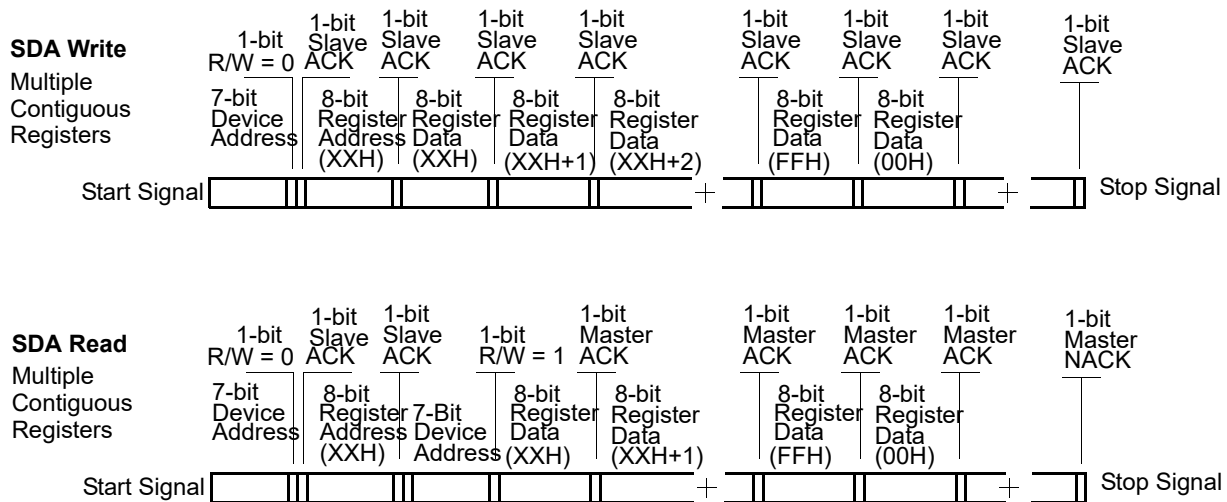 SDA Write
Multiple
Contiguous
Registers
1-bit
R/W = 0
1-bit
Slave
ACK
1-bit
Slave
ACK
1-bit
Slave
ACK
1-bit
Slave
ACK
1-bit
Slave
ACK
1-bit
Slave
ACK
1-bit
Slave
ACK
1-bit
Slave
ACK
7-bit
Device
Address
8-bit
Register
Address
(XXH)
8-bit
Register
Data
(XXH)
8-bit
Register
Data
(XXH+1)
8-bit
Register
Data
(XXH+2)
8-bit
Register
Data
(FFH)
8-bit
Register
Data
(00H)
Start Signal
Stop Signal
SDA Read
Multiple
Contiguous
Registers
1-bit
R/W = 0
1-bit
Slave
ACK
1-bit
Slave
ACK
1-bit
R/W = 1
1-bit
Master
ACK
1-bit
Master
ACK
1-bit
Master
ACK
1-bit
Master
ACK
1-bit
Master
NACK
7-bit
Device
Address
8-bit
Register
Address
(XXH)
7-Bit
Device
Address
8-bit
Register
Data
(XXH)
8-bit
Register
Data
(XXH+1)
8-bit
Register
Data
(FFH)
8-bit
Register
Data
(00H)
Start Signal
Stop Signal